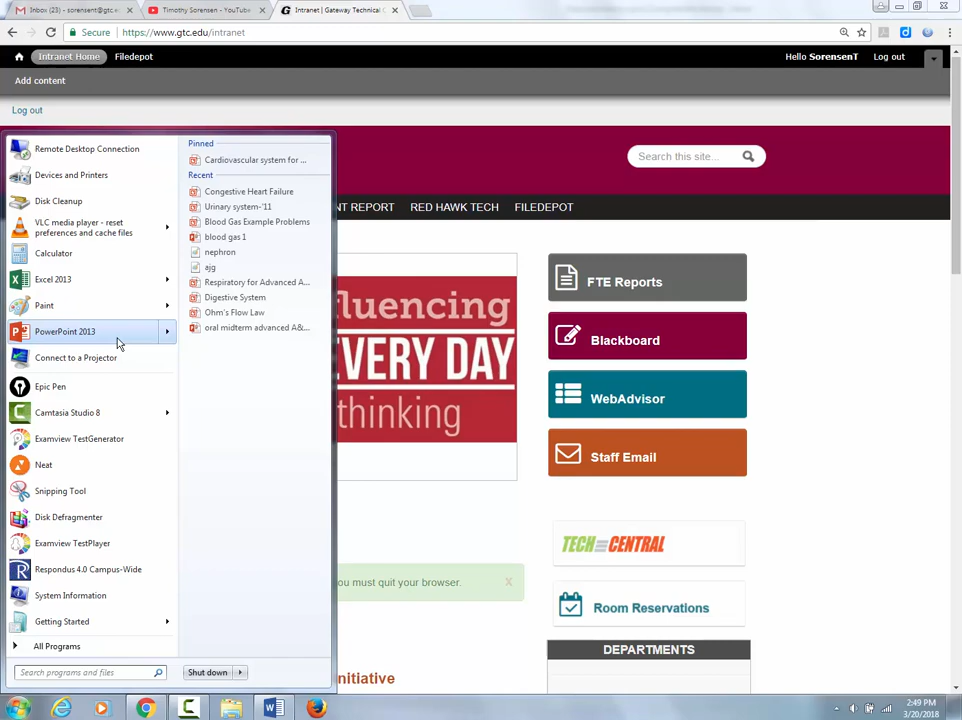 Inbox (23) - sorensent@gtc.e
Timothy Sorensen - YouTube
Intranet | Gateway Technical C
Secure
https://www.gtc.edu/intranet
Intranet Home
Filedepot
Hello SorensenT
Log out
Add content
Log out
Search this site...
NT REPORT
RED HAWK TECH
FILEDEPOT
Remote Desktop Connection
Devices and Printers
Disk Cleanup
VLC media player - reset
preferences and cache files
Calculator
Excel 2013
Paint
PowerPoint 2013
Connect to a Projector
Epic Pen
Camtasia Studio 8
Examview TestGenerator
Neat
Snipping Tool
Disk Defragmenter
Examview TestPlayer
Respondus 4.0 Campus-Wide
System Information
Getting Started
All Programs
Search programs and files
Shut down
Pinned
Cardiovascular system for ...
Recent
Congestive Heart Failure
Urinary system-'11
Blood Gas Example Problems
blood gas 1
nephron
ajg
Respiratory for Advanced A...
Digestive System
Ohm's Flow Law
oral midterm advanced A&...
fluencing
EVERY DAY
thinking
you must quit your browser.
x
nitiative
FTE Reports
Blackboard
WebAdvisor
Staff Email
TECH CENTRAL
Room Reservations
DEPARTMENTS
2:49 PM
3/20/2018